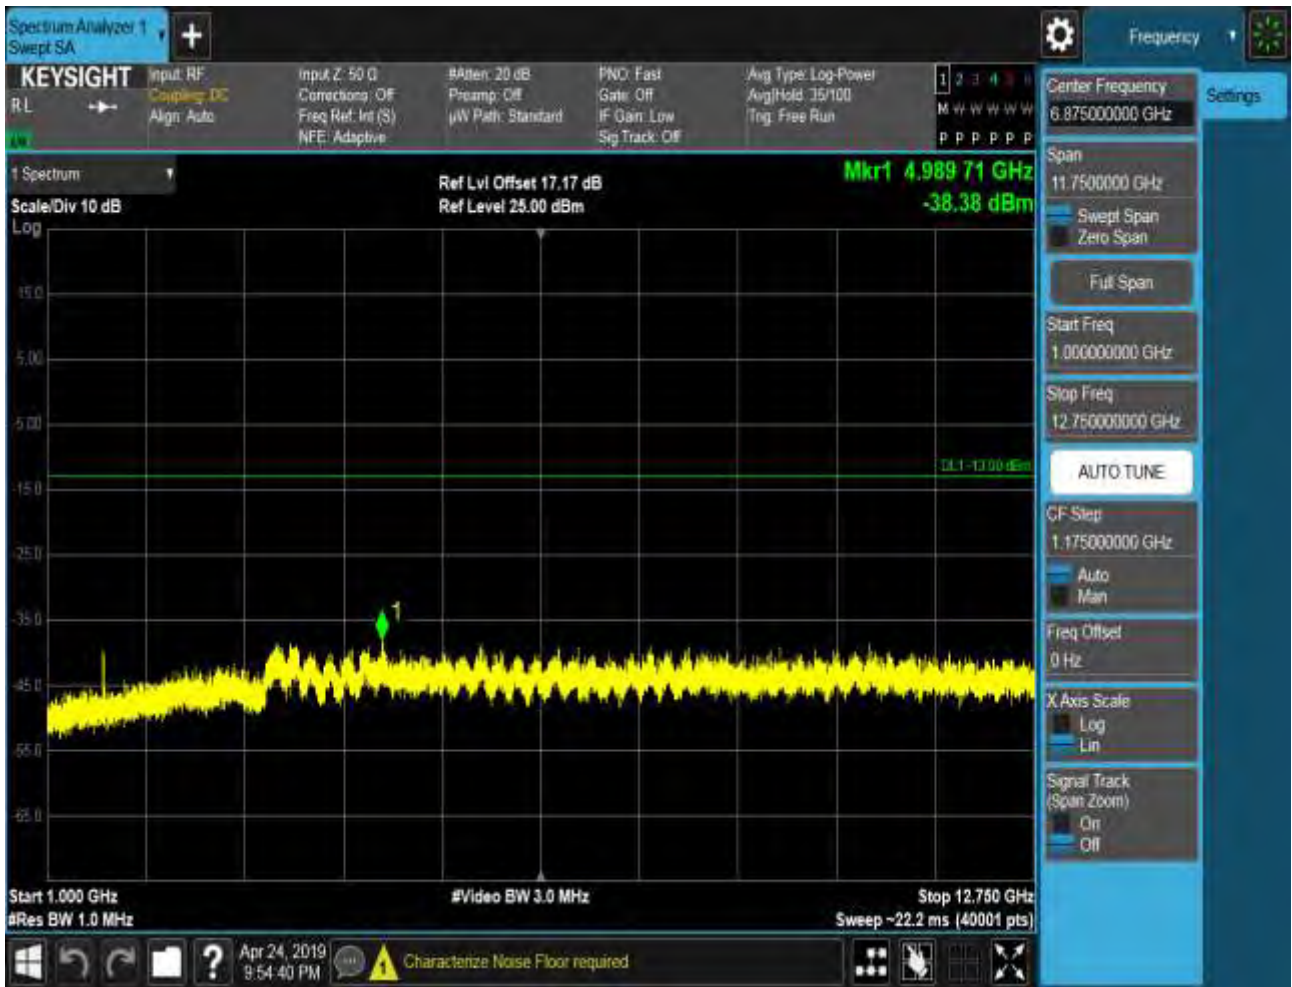 Spectrum Analyzer 1
Swept SA
Frequency
KEYSIGHT
RL
Input: RF
Coupling: DC
Align: Auto
Input Z: 50 Ω
Corrections: Off
Freq Ref: Int (S)
NFE: Adaptive
#Atten: 20 dB
Preamp: Off
µW Path: Standard
PNO: Fast
Gate: Off
IF Gain: Low
Sig Track: Off
Avg Type: Log-Power
Avg|Hold: 35/100
Trig: Free Run
1 2 3 4 5 6
M W W W W W
P P P P P P
1 Spectrum
Scale/Div 10 dB
Log
Ref Lvl Offset 17.17 dB
Ref Level 25.00 dBm
Mkr1 4.989 71 GHz
-38.38 dBm
15.0
5.00
-5.00
-15.0
-25.0
-35.0
-45.0
-55.0
-65.0
DL1 -13.00 dBm
1
Start 1.000 GHz
#Res BW 1.0 MHz
#Video BW 3.0 MHz
Stop 12.750 GHz
Sweep ~22.2 ms (40001 pts)
Center Frequency
6.875000000 GHz
Settings
Span
11.7500000 GHz
Swept Span
Zero Span
Full Span
Start Freq
1.000000000 GHz
Stop Freq
12.750000000 GHz
AUTO TUNE
CF Step
1.175000000 GHz
Auto
Man
Freq Offset
0 Hz
X Axis Scale
Log
Lin
Signal Track
(Span Zoom)
On
Off
?
Apr 24, 2019
9:54:40 PM
Characterize Noise Floor required